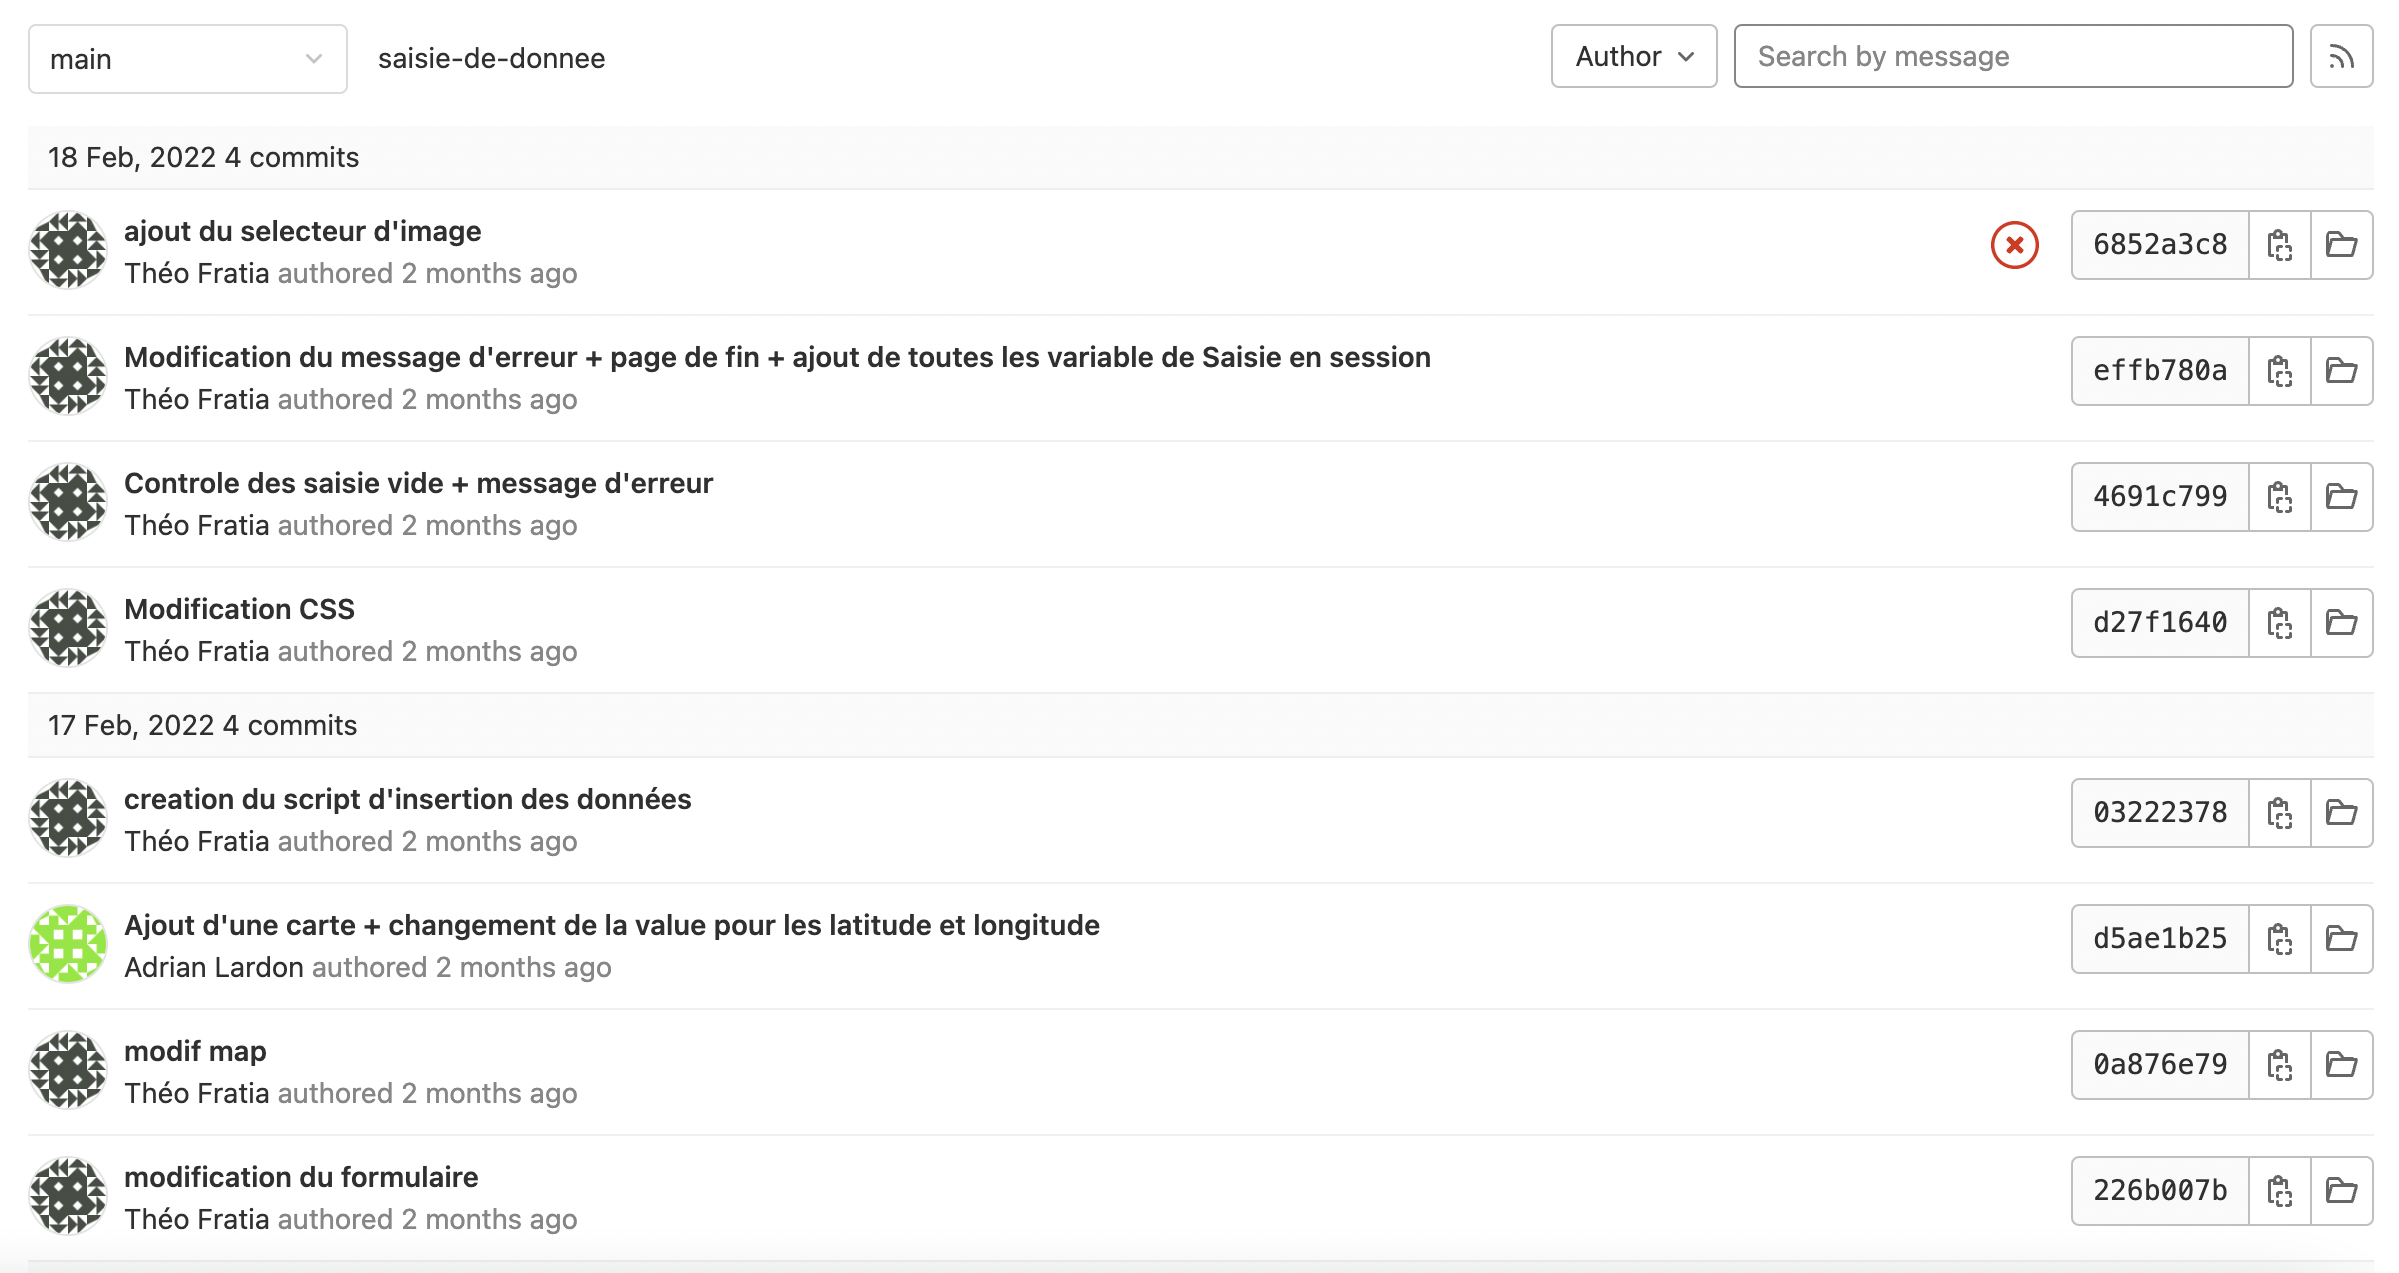 main
saisie-de-donnee
Author
Search by message
18 Feb, 2022 4 commits
ajout du selecteur d'image
Théo Fratia authored 2 months ago
6852a3c8
Modification du message d'erreur + page de fin + ajout de toutes les variable de Saisie en session
Théo Fratia authored 2 months ago
effb780a
Controle des saisie vide + message d'erreur
Théo Fratia authored 2 months ago
4691c799
Modification CSS
Théo Fratia authored 2 months ago
d27f1640
17 Feb, 2022 4 commits
creation du script d'insertion des données
Théo Fratia authored 2 months ago
03222378
Ajout d'une carte + changement de la value pour les latitude et longitude
Adrian Lardon authored 2 months ago
d5ae1b25
modif map
Théo Fratia authored 2 months ago
0a876e79
modification du formulaire
Théo Fratia authored 2 months ago
226b007b